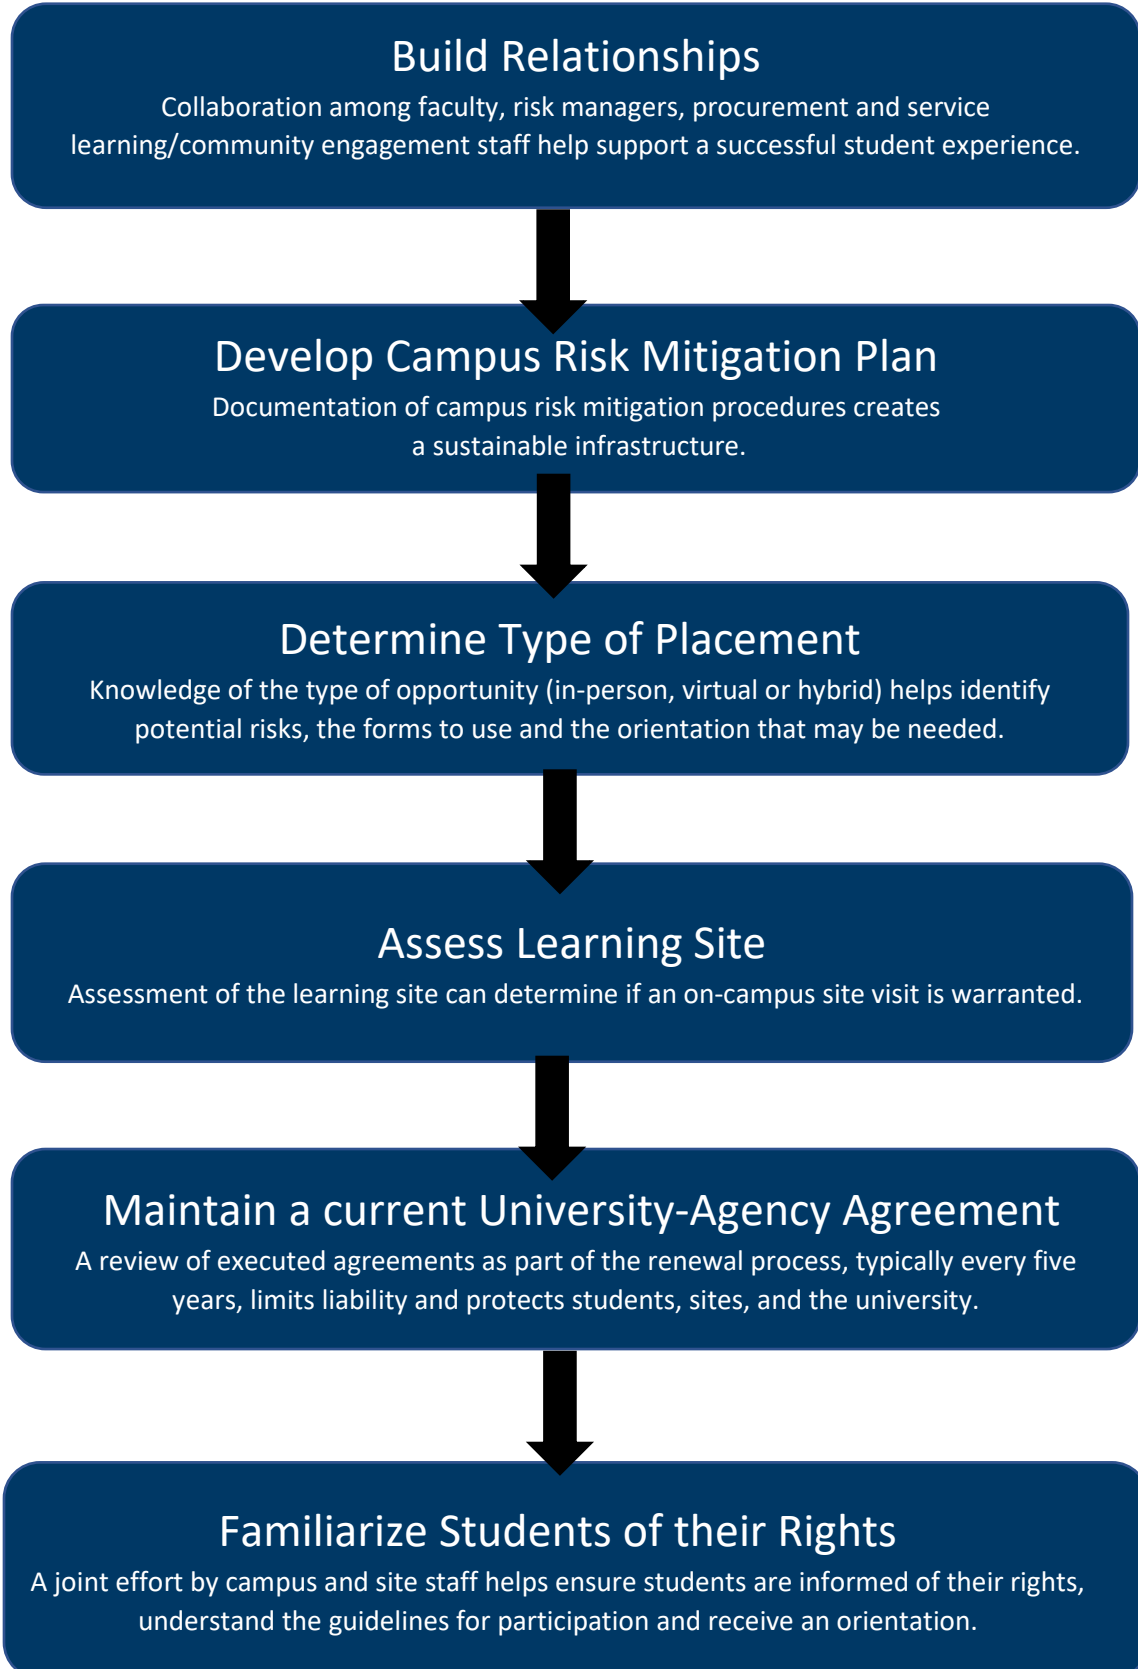 Build Relationships
Collaboration among faculty, risk managers, procurement and service
learning/community engagement staff help support a successful student experience.
Develop Campus Risk Mitigation Plan
Documentation of campus risk mitigation procedures creates
a sustainable infrastructure.
Determine Type of Placement
Knowledge of the type of opportunity (in-person, virtual or hybrid) helps identify
potential risks, the forms to use and the orientation that may be needed.
Assess Learning Site
Assessment of the learning site can determine if an on-campus site visit is warranted.
Maintain a current University-Agency Agreement
A review of executed agreements as part of the renewal process, typically every five
years, limits liability and protects students, sites, and the university.
Familiarize Students of their Rights
A joint effort by campus and site staff helps ensure students are informed of their rights,
understand the guidelines for participation and receive an orientation.